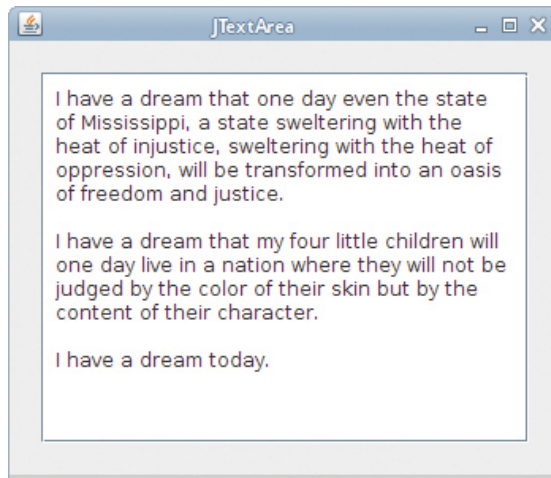 JTextArea
I have a dream that one day even the state
of Mississippi, a state sweltering with the
heat of injustice, sweltering with the heat of
oppression, will be transformed into an oasis
of freedom and justice.
I have a dream that my four little children will
one day live in a nation where they will not be
judged by the color of their skin but by the
content of their character.
I have a dream today.